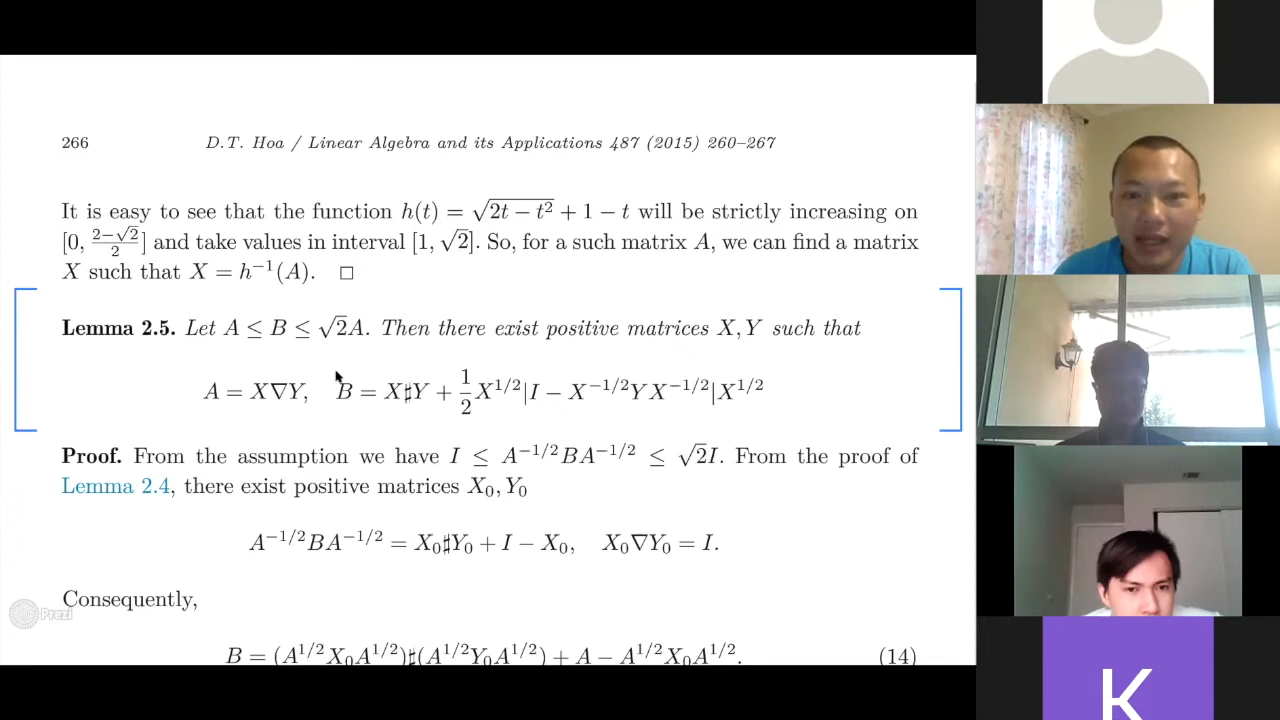 266 D.T. Hoa / Linear Algebra and its Applications 487 (2015) 260–267
It is easy to see that the function h(t) = √(2t − t²) + 1 − t will be strictly increasing on
[0, (2−√2)/2] and take values in interval [1, √2]. So, for a such matrix A, we can find a matrix
X such that X = h⁻¹(A). □
Lemma 2.5. Let A ≤ B ≤ √2A. Then there exist positive matrices X, Y such that
A = X∇Y, B = X♯Y + 1/2 X^{1/2}|I − X^{−1/2}YX^{−1/2}|X^{1/2}
Proof. From the assumption we have I ≤ A^{−1/2}BA^{−1/2} ≤ √2I. From the proof of
Lemma 2.4, there exist positive matrices X₀, Y₀
A^{−1/2}BA^{−1/2} = X₀♯Y₀ + I − X₀, X₀∇Y₀ = I.
Consequently,
Prezi
B = (A^{1/2}X₀A^{1/2})♯(A^{1/2}Y₀A^{1/2}) + A − A^{1/2}X₀A^{1/2}. (14)
K